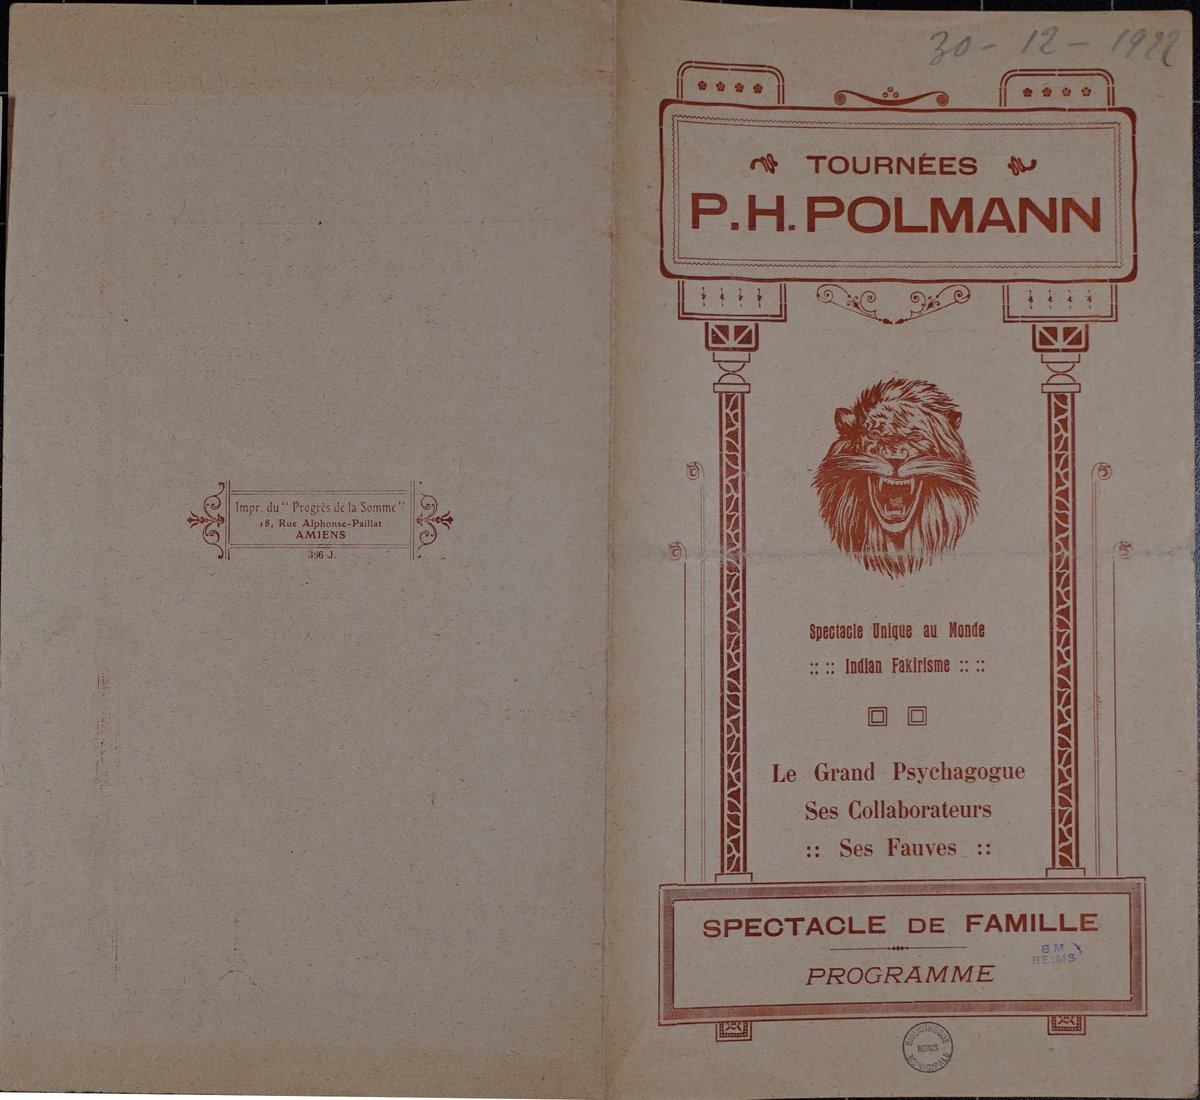 Impr. du "Progrès de la Somme"
18, Rue Alphonse-Paillat
AMIENS
366 J.
30-12-1922
TOURNÉES
P.H. POLMANN
Spectacle Unique au Monde
:: :: Indian Fakirisme :: ::
Le Grand Psychagogue
Ses Collaborateurs
:: Ses Fauves ::
SPECTACLE DE FAMILLE
PROGRAMME
BM
REIMS
BIBLIOTHEQUE
REIMS
MUNICIPALE